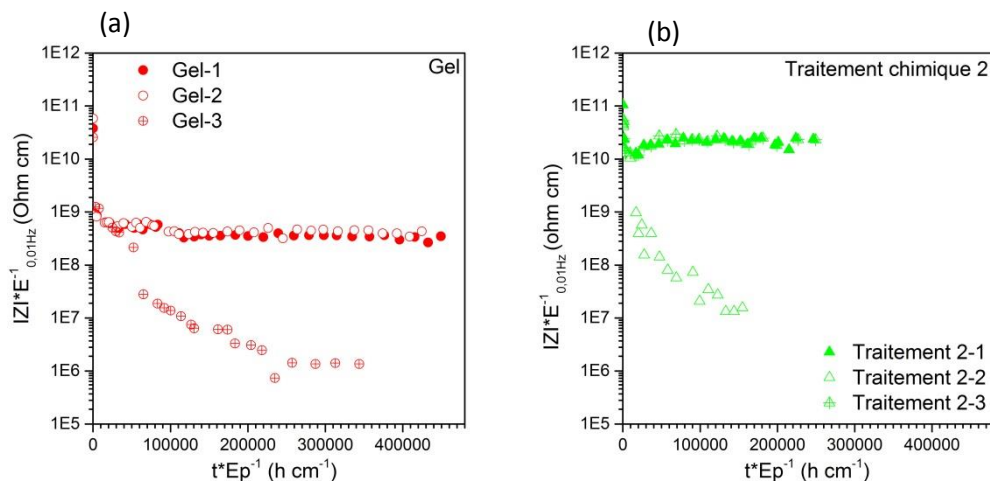 (a)
1E12
1E11
1E10
1E9
1E8
1E7
1E6
1E5
IZI*E⁻¹₀,₀₁Hz (Ohm cm)
Gel-1
Gel-2
Gel-3
Gel
0 100000 200000 300000 400000
t*Ep⁻¹ (h cm⁻¹)
(b)
1E12
1E11
1E10
1E9
1E8
1E7
1E6
1E5
IZI*E⁻¹₀,₀₁Hz (ohm cm)
Traitement chimique 2
Traitement 2-1
Traitement 2-2
Traitement 2-3
0 100000 200000 300000 400000
t*Ep⁻¹ (h cm⁻¹)